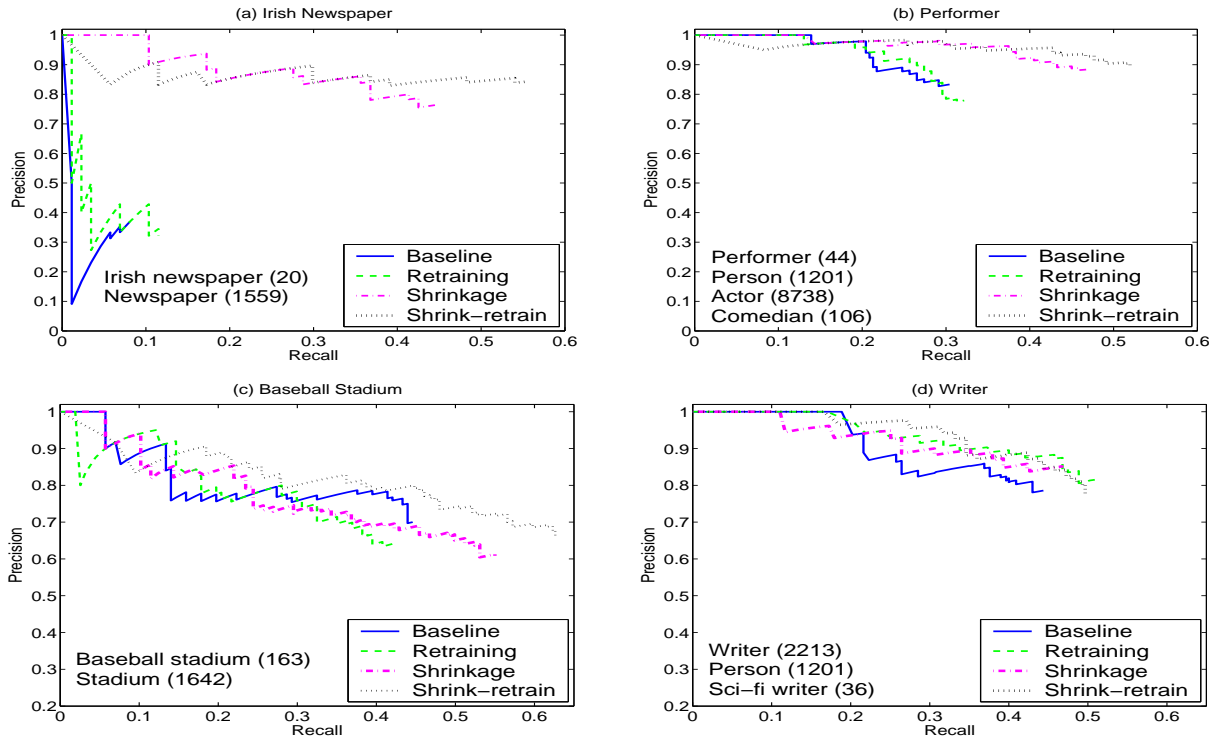 (a) Irish Newspaper
1
0.9
0.8
0.7
0.6
0.5
0.4
0.3
0.2
0.1
0
Precision
Irish newspaper (20)
Newspaper (1559)
Baseline
Retraining
Shrinkage
Shrink−retrain
0 0.1 0.2 0.3 0.4 0.5 0.6
Recall
(b) Performer
1
0.9
0.8
0.7
0.6
0.5
0.4
0.3
0.2
0.1
0
Precision
Performer (44)
Person (1201)
Actor (8738)
Comedian (106)
Baseline
Retraining
Shrinkage
Shrink−retrain
0 0.1 0.2 0.3 0.4 0.5 0.6
Recall
(c) Baseball Stadium
1
0.9
0.8
0.7
0.6
0.5
0.4
0.3
0.2
Precision
Baseball stadium (163)
Stadium (1642)
Baseline
Retraining
Shrinkage
Shrink−retrain
0 0.1 0.2 0.3 0.4 0.5 0.6
Recall
(d) Writer
1
0.9
0.8
0.7
0.6
0.5
0.4
0.3
0.2
Precision
Writer (2213)
Person (1201)
Sci−fi writer (36)
Baseline
Retraining
Shrinkage
Shrink−retrain
0 0.1 0.2 0.3 0.4 0.5 0.6
Recall